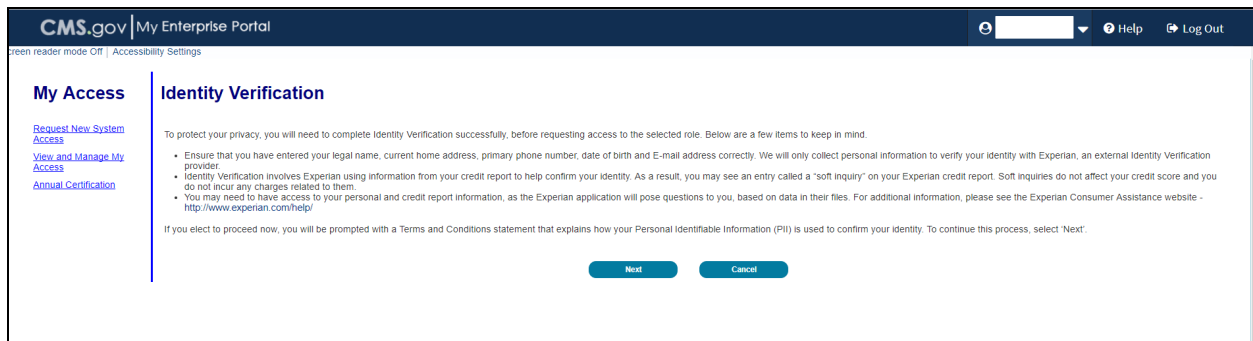 CMS.gov My Enterprise Portal
Help Log Out
creen reader mode Off | Accessibility Settings
My Access
Request New System
Access
View and Manage My
Access
Annual Certification
Identity Verification
To protect your privacy, you will need to complete Identity Verification successfully, before requesting access to the selected role. Below are a few items to keep in mind.
• Ensure that you have entered your legal name, current home address, primary phone number, date of birth and E-mail address correctly. We will only collect personal information to verify your identity with Experian, an external Identity Verification
provider.
• Identity Verification involves Experian using information from your credit report to help confirm your identity. As a result, you may see an entry called a “soft inquiry” on your Experian credit report. Soft inquiries do not affect your credit score and you
do not incur any charges related to them.
• You may need to have access to your personal and credit report information, as the Experian application will pose questions to you, based on data in their files. For additional information, please see the Experian Consumer Assistance website -
http://www.experian.com/help/
If you elect to proceed now, you will be prompted with a Terms and Conditions statement that explains how your Personal Identifiable Information (PII) is used to confirm your identity. To continue this process, select 'Next'.
Next Cancel